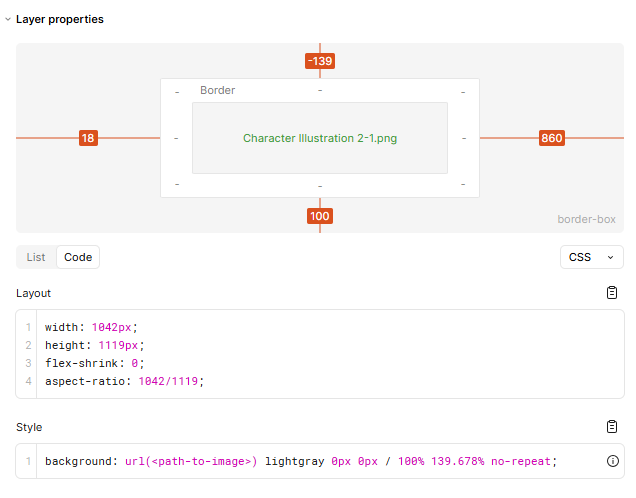 Layer properties
-139
- Border - -
18 - Character Illustration 2-1.png - 860
- - -
100
border-box
List Code CSS
Layout
1 width: 1042px;
2 height: 1119px;
3 flex-shrink: 0;
4 aspect-ratio: 1042/1119;
Style
1 background: url(<path-to-image>) lightgray 0px 0px / 100% 139.678% no-repeat;